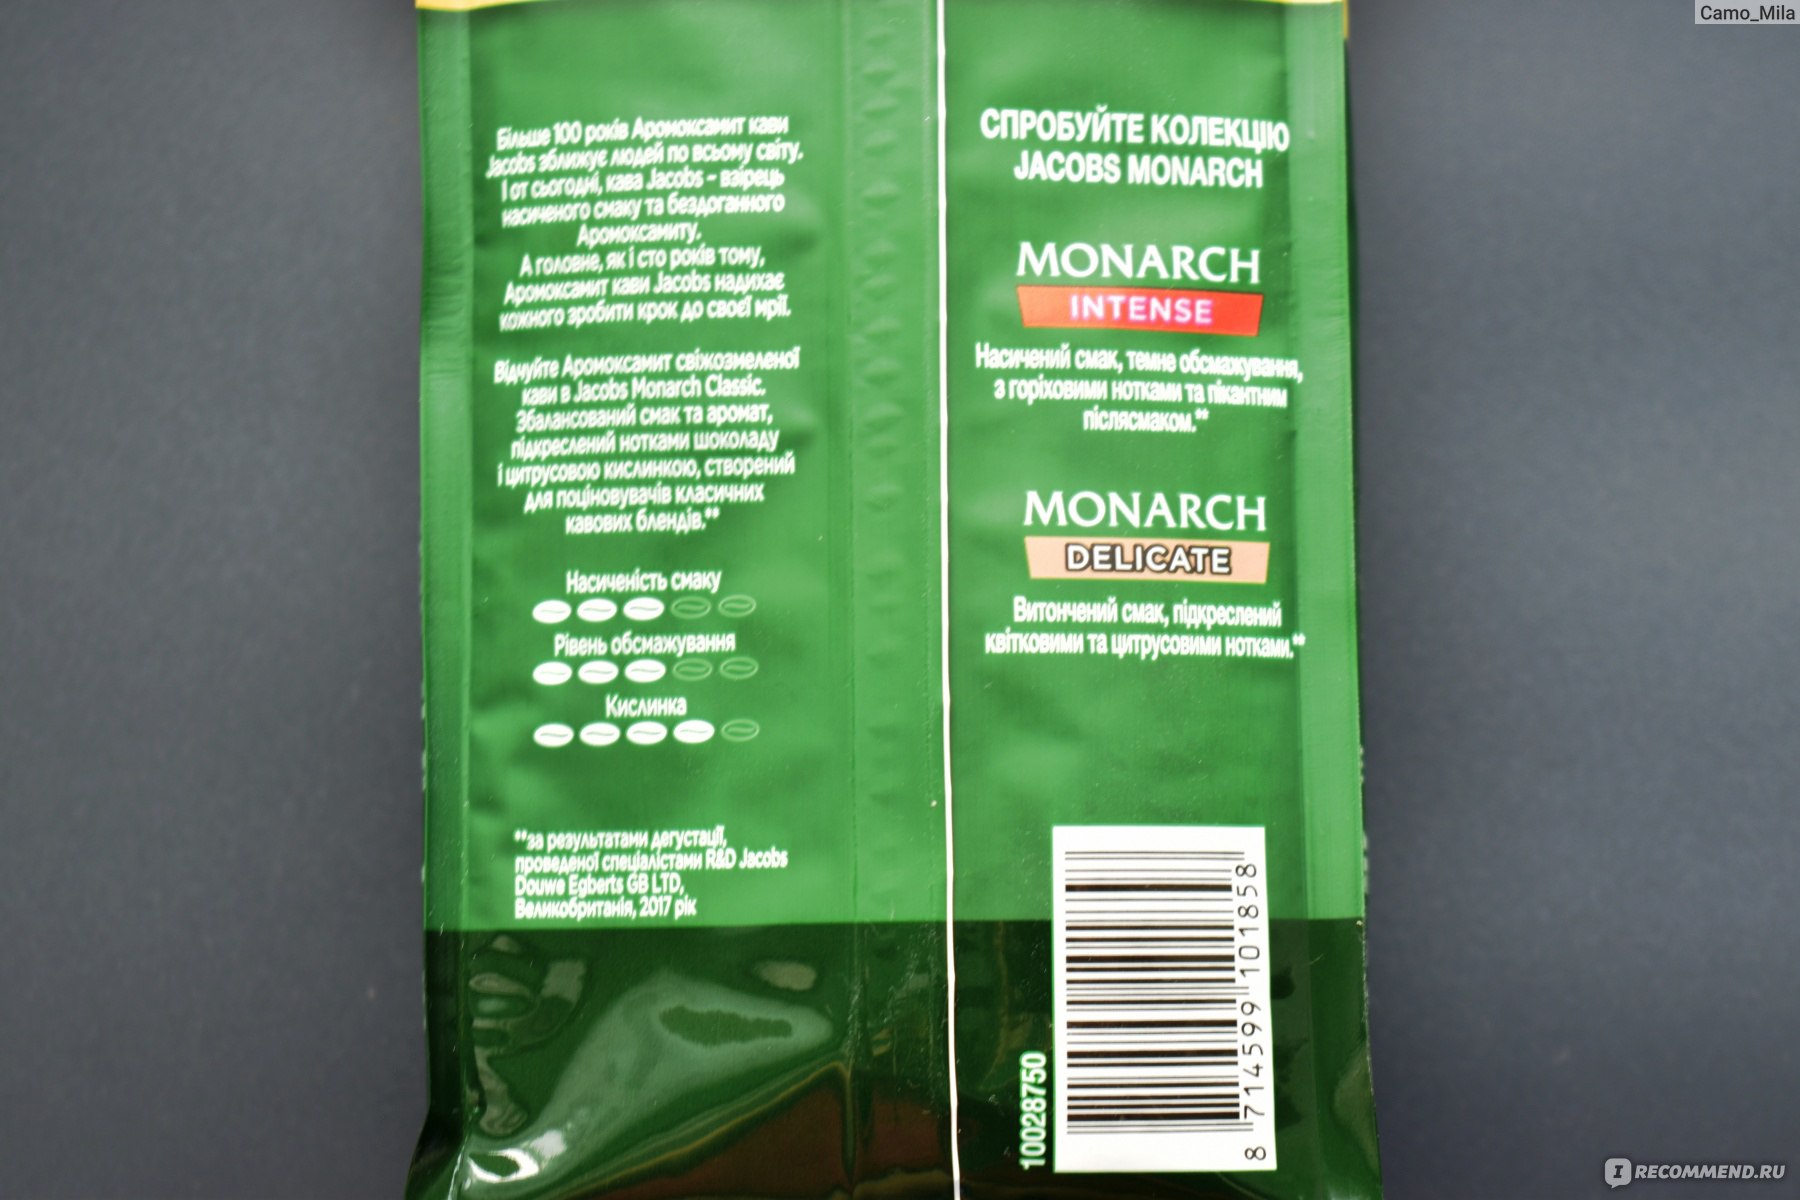 Camo_Mila
Більше 100 років Аромоксамит кави
Jacobs зближує людей по всьому світу.
І от сьогодні, кава Jacobs – взірець
насиченого смаку та бездоганного
Аромоксамиту.
А головне, як і сто років тому,
Аромоксамит кави Jacobs надихає
кожного зробити крок до своєї мрії.
Відчуйте Аромоксамит свіжозмеленої
кави в Jacobs Monarch Classic.
Збалансований смак та аромат,
підкреслений нотками шоколаду
і цитрусовою кислинкою, створений
для поціновувачів класичних
кавових блендів.**
Насиченість смаку
Рівень обсмажування
Кислинка
**за результатами дегустації,
проведеної спеціалістами R&D Jacobs
Douwe Egberts GB LTD,
Великобританія, 2017 рік
СПРОБУЙТЕ КОЛЕКЦІЮ
JACOBS MONARCH
MONARCH
INTENSE
Насичений смак, темне обсмажування,
з горіховими нотками та пікантним
післясмаком.**
MONARCH
DELICATE
Витончений смак, підкреслений
квітковими та цитрусовими нотками.**
10028750
8 714599 101858
IRECOMMEND.RU